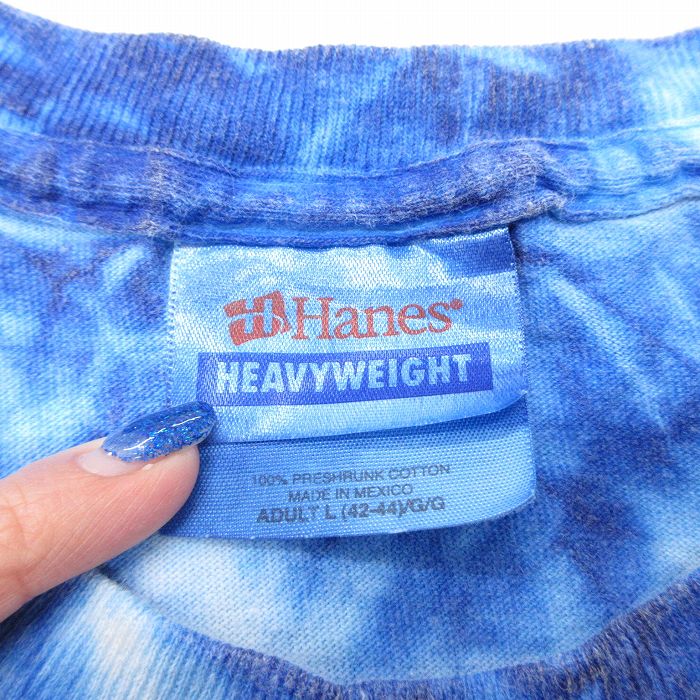 Hanes®
HEAVYWEIGHT
100% PRESHRUNK COTTON
MADE IN MEXICO
ADULT L (42-44)/G/G